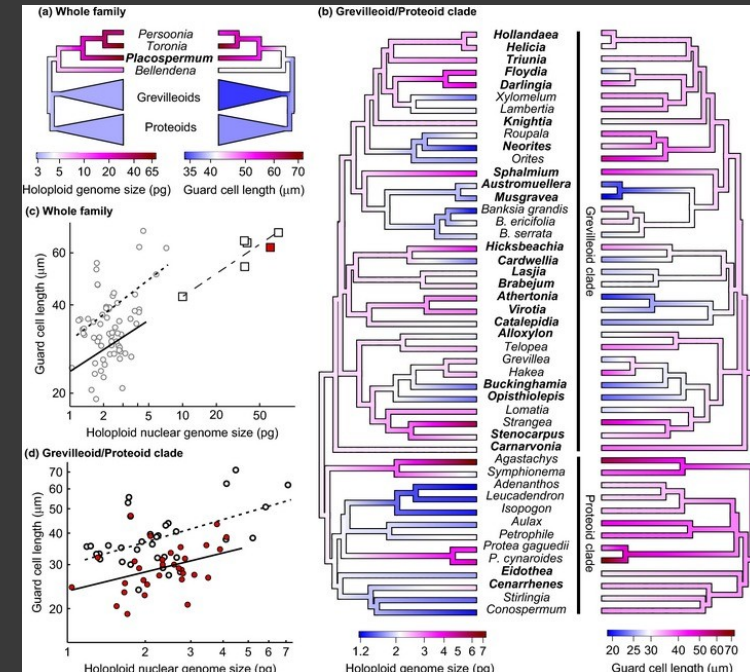 (a) Whole family
Persoonia
Toronia
Placospermum
Bellendena
Grevilleoids
Proteoids
3 5 10 20 40 65
Holoploid genome size (pg)
35 40 50 60 70
Guard cell length (μm)
(c) Whole family
Guard cell length (μm)
60
40
20
1 2 5 10 20 50
Holoploid nuclear genome size (pg)
(d) Grevilleoid/Proteoid clade
Guard cell length (μm)
70
60
50
40
30
20
1 2 3 4 5 6 7
Holoploid nuclear genome size (pg)
(b) Grevilleoid/Proteoid clade
Hollandaea
Helicia
Triunia
Floydia
Darlingia
Xylomelum
Lambertia
Knightia
Roupala
Neorites
Orites
Sphalmium
Austromuellera
Musgravea
Banksia grandis
B. ericifolia
B. serrata
Hicksbeachia
Cardwellia
Lasjia
Brabejum
Athertonia
Virotia
Catalepidia
Alloxylon
Telopea
Grevillea
Hakea
Buckinghamia
Opisthiolepis
Lomatia
Strangea
Stenocarpus
Carnarvonia
Agastachys
Symphionema
Adenanthos
Leucadendron
Isopogon
Aulax
Petrophile
Protea gaguedii
P. cynaroides
Eidothea
Cenarrhenes
Stirlingia
Conospermum
Grevilleoid clade
Proteoid clade
1.2 2 3 4 5 6 7
Holoploid genome size (pg)
20 25 30 40 50 60 70
Guard cell length (μm)